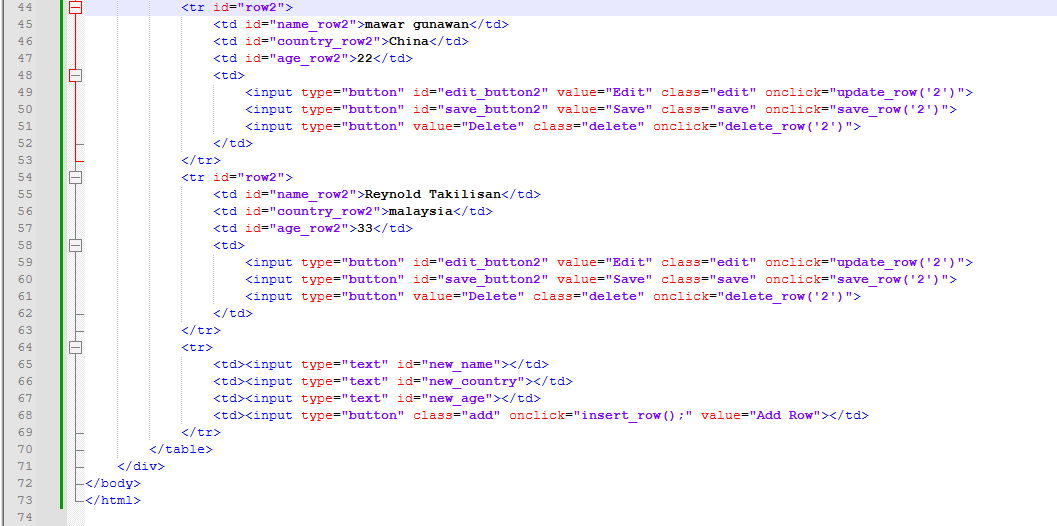 44 <tr id="row2">
45 <td id="name_row2">mawar gunawan</td>
46 <td id="country_row2">China</td>
47 <td id="age_row2">22</td>
48 <td>
49 <input type="button" id="edit_button2" value="Edit" class="edit" onclick="update_row('2')">
50 <input type="button" id="save_button2" value="Save" class="save" onclick="save_row('2')">
51 <input type="button" value="Delete" class="delete" onclick="delete_row('2')">
52 </td>
53 </tr>
54 <tr id="row2">
55 <td id="name_row2">Reynold Takilisan</td>
56 <td id="country_row2">malaysia</td>
57 <td id="age_row2">33</td>
58 <td>
59 <input type="button" id="edit_button2" value="Edit" class="edit" onclick="update_row('2')">
60 <input type="button" id="save_button2" value="Save" class="save" onclick="save_row('2')">
61 <input type="button" value="Delete" class="delete" onclick="delete_row('2')">
62 </td>
63 </tr>
64 <tr>
65 <td><input type="text" id="new_name"></td>
66 <td><input type="text" id="new_country"></td>
67 <td><input type="text" id="new_age"></td>
68 <td><input type="button" class="add" onclick="insert_row();" value="Add Row"></td>
69 </tr>
70 </table>
71 </div>
72 </body>
73 </html>
74